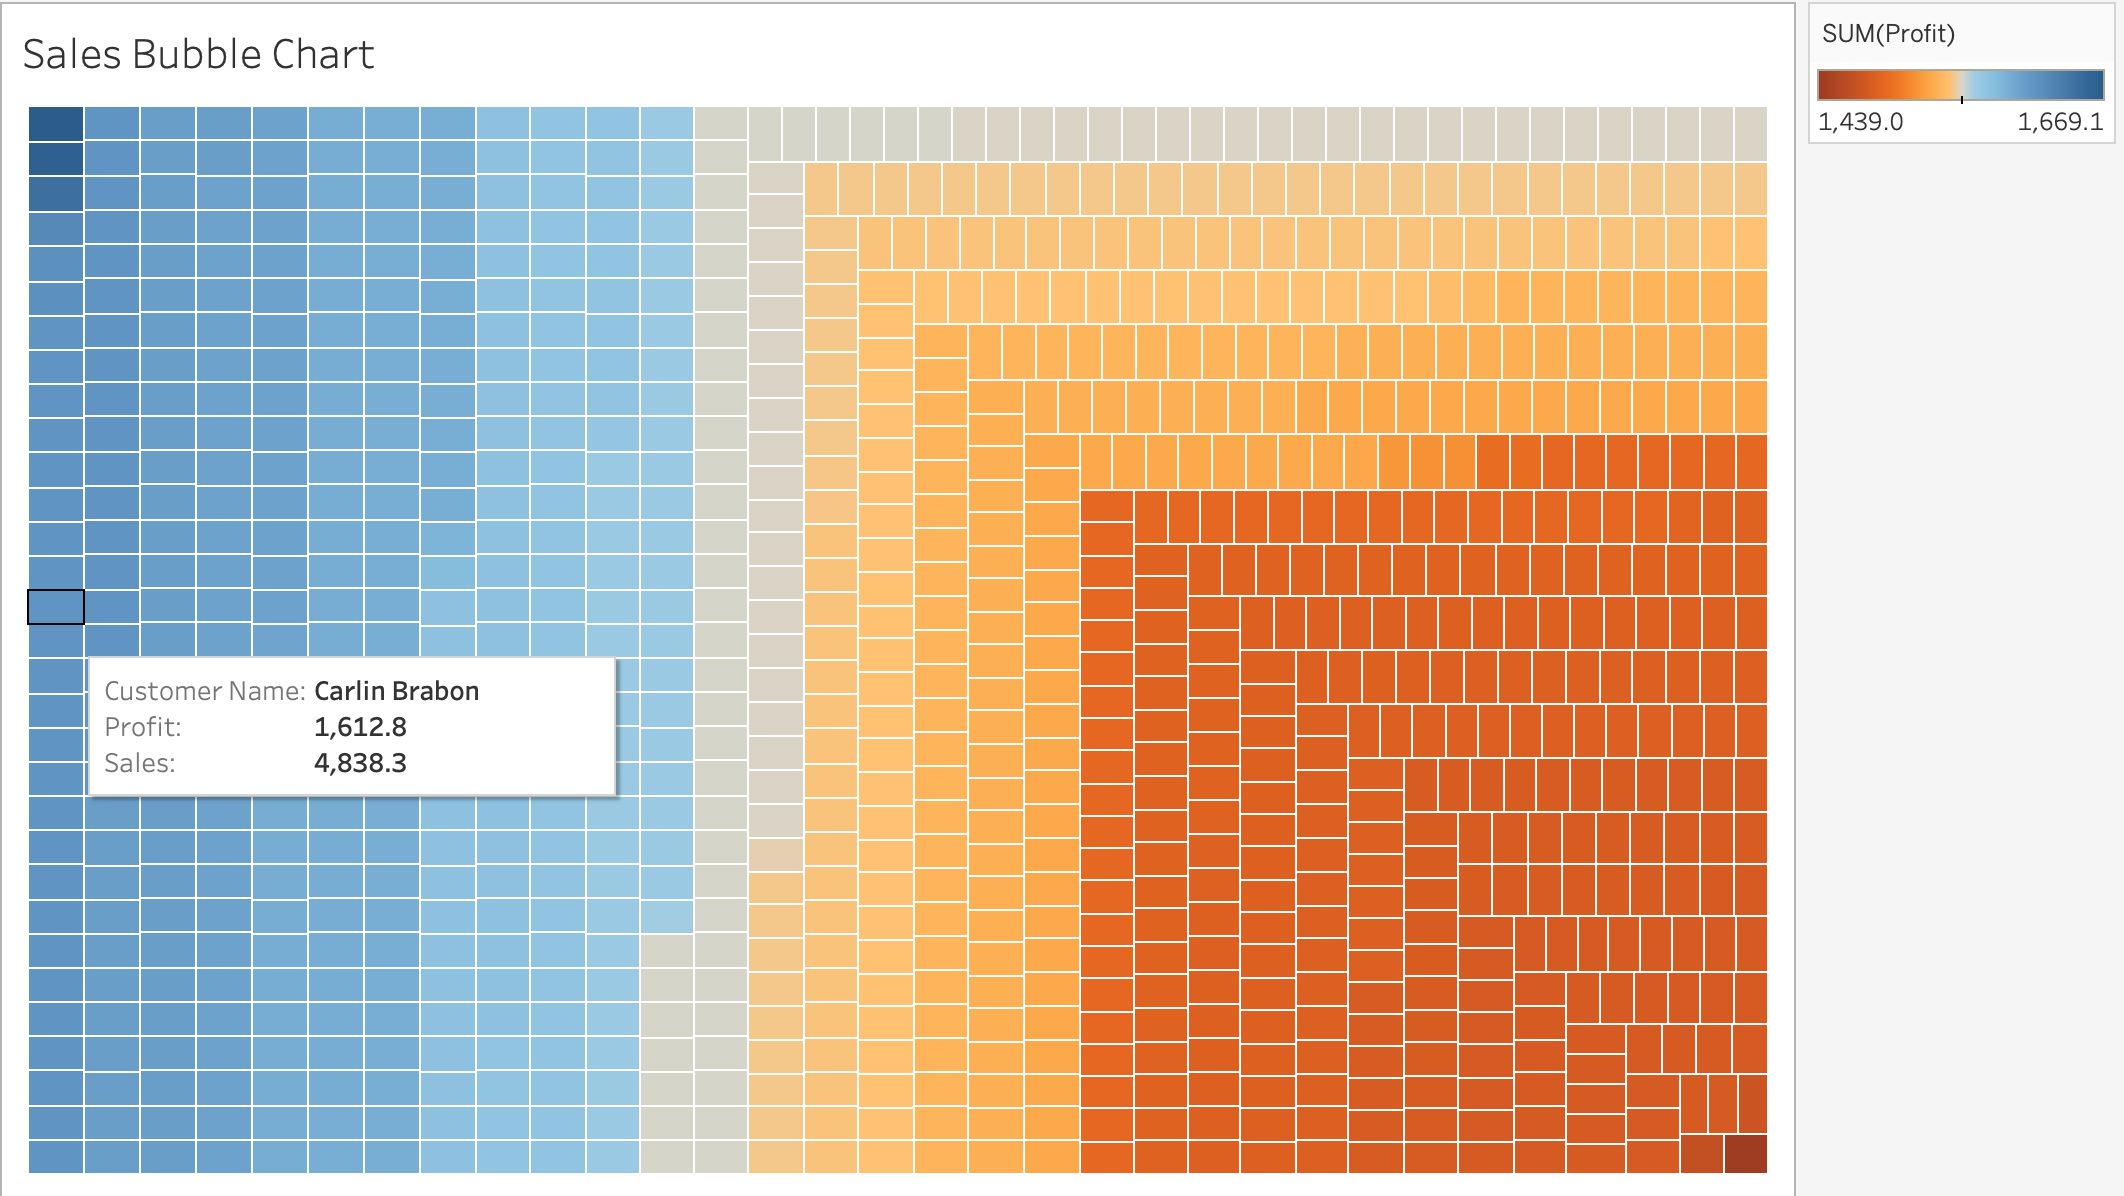 Sales Bubble Chart
SUM(Profit)
1,439.0 1,669.1
Customer Name: Carlin Brabon
Profit: 1,612.8
Sales: 4,838.3